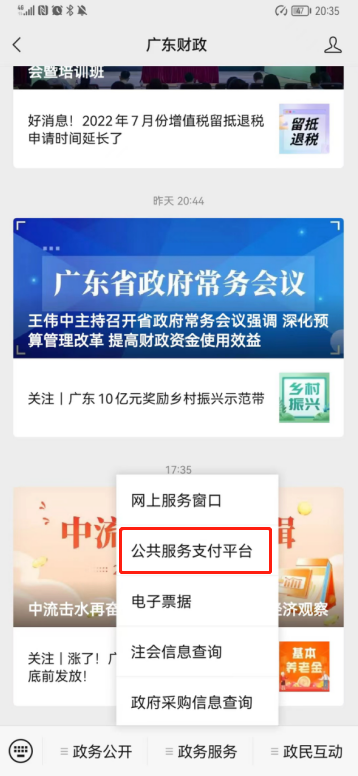 20:35
广东财政
会暨培训班
好消息！2022年7月份增值税留抵退税
申请时间延长了
留抵
退税
昨天 20:44
广东省政府常务会议
王伟中主持召开省政府常务会议强调 深化预
算管理改革 提高财政资金使用效益
关注丨广东10亿元奖励乡村振兴示范带
乡村
振兴
17:35
中流
辑
中流击水再奋
经济观察
关注丨涨了！广
底前发放！
基本
养老金
网上服务窗口
公共服务支付平台
电子票据
注会信息查询
政府采购信息查询
政务公开
政务服务
政民互动